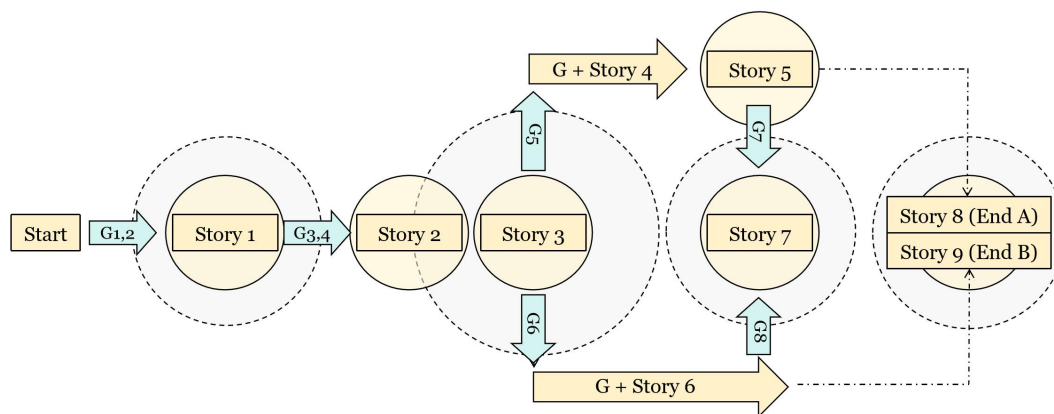 G + Story 4
Story 5
G5
G7
Start
G1,2
Story 1
G3,4
Story 2
Story 3
Story 7
Story 8 (End A)
Story 9 (End B)
G6
G8
G + Story 6